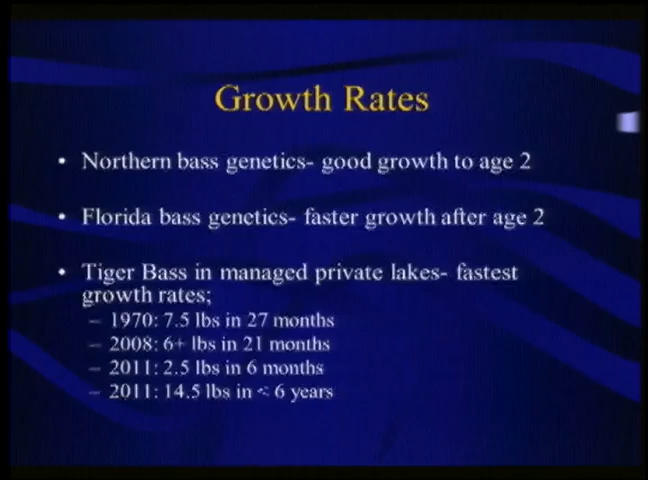 Growth Rates
• Northern bass genetics- good growth to age 2
• Florida bass genetics- faster growth after age 2
• Tiger Bass in managed private lakes- fastest
growth rates;
– 1970: 7.5 lbs in 27 months
– 2008: 6+ lbs in 21 months
– 2011: 2.5 lbs in 6 months
– 2011: 14.5 lbs in < 6 years